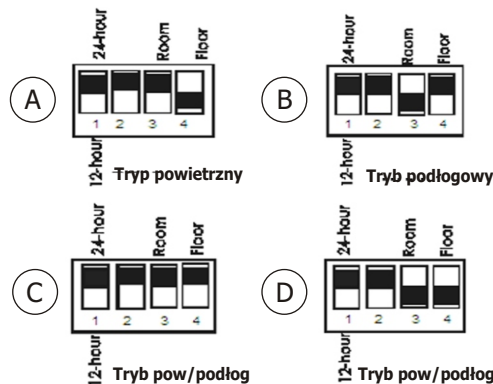 24-hour Room Floor
A
1 2 3 4
12-hour
Tryp powietrzny
24-hour Room Floor
B
1 2 3 4
12-hour
Tryb podłogowy
24-hour Room Floor
C
1 2 3 4
12-hour
Tryb pow/podłog
24-hour Room Floor
D
1 2 3 4
12-hour
Tryb pow/podłog